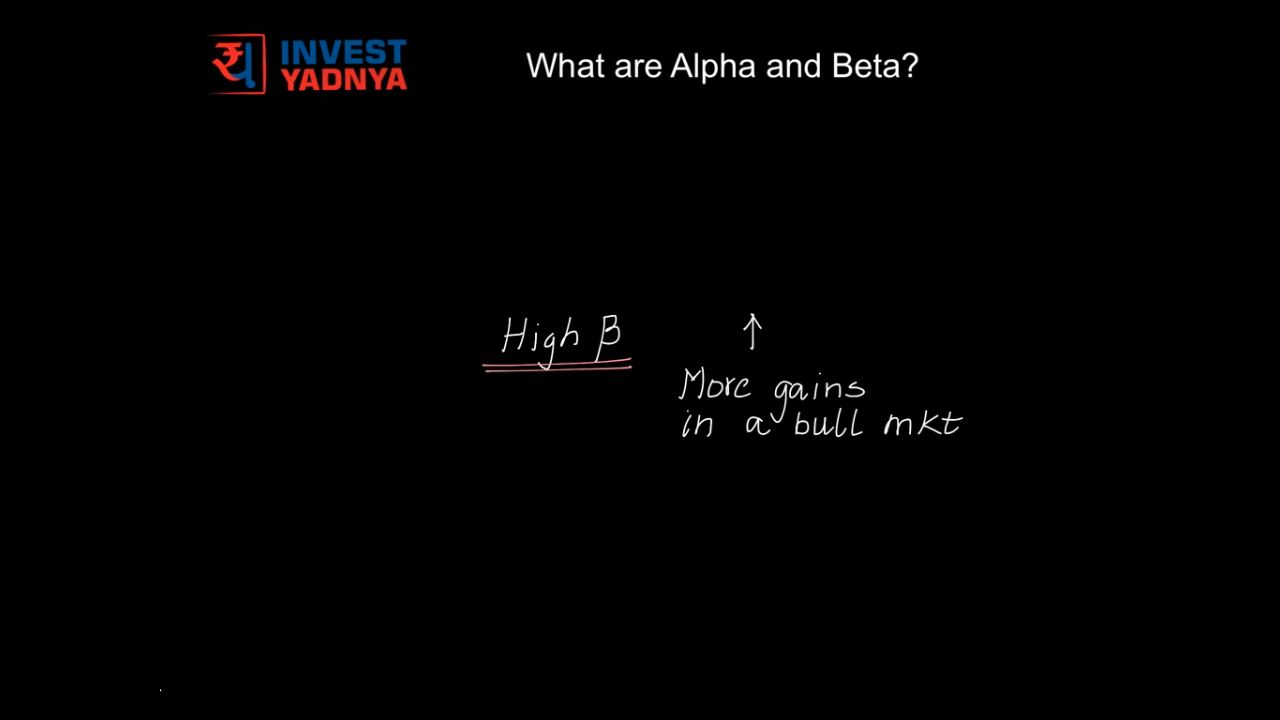 INVEST
YADNYA
What are Alpha and Beta?
High β ↑
More gains
in a bull mkt